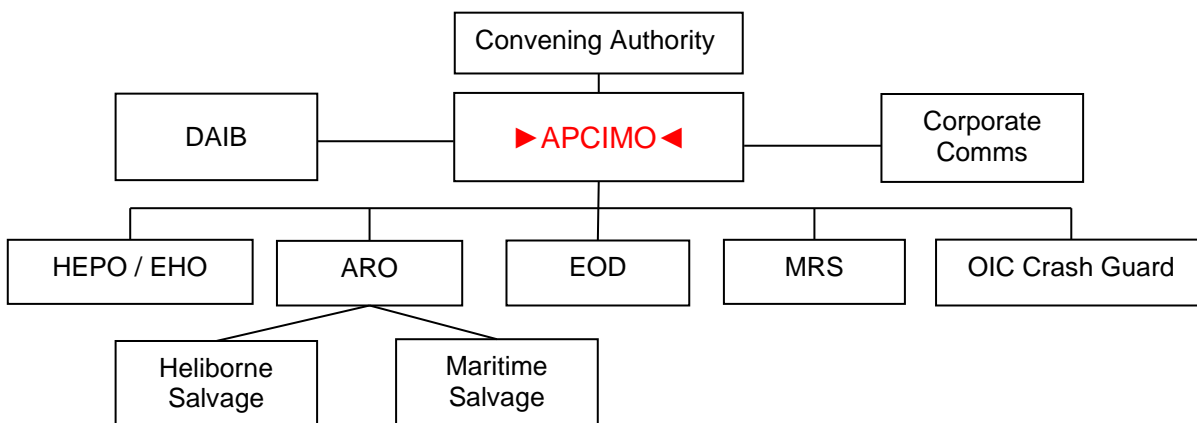 Convening Authority
DAIB
►APCIMO◄
Corporate
Comms
HEPO / EHO
ARO
EOD
MRS
OIC Crash Guard
Heliborne
Salvage
Maritime
Salvage